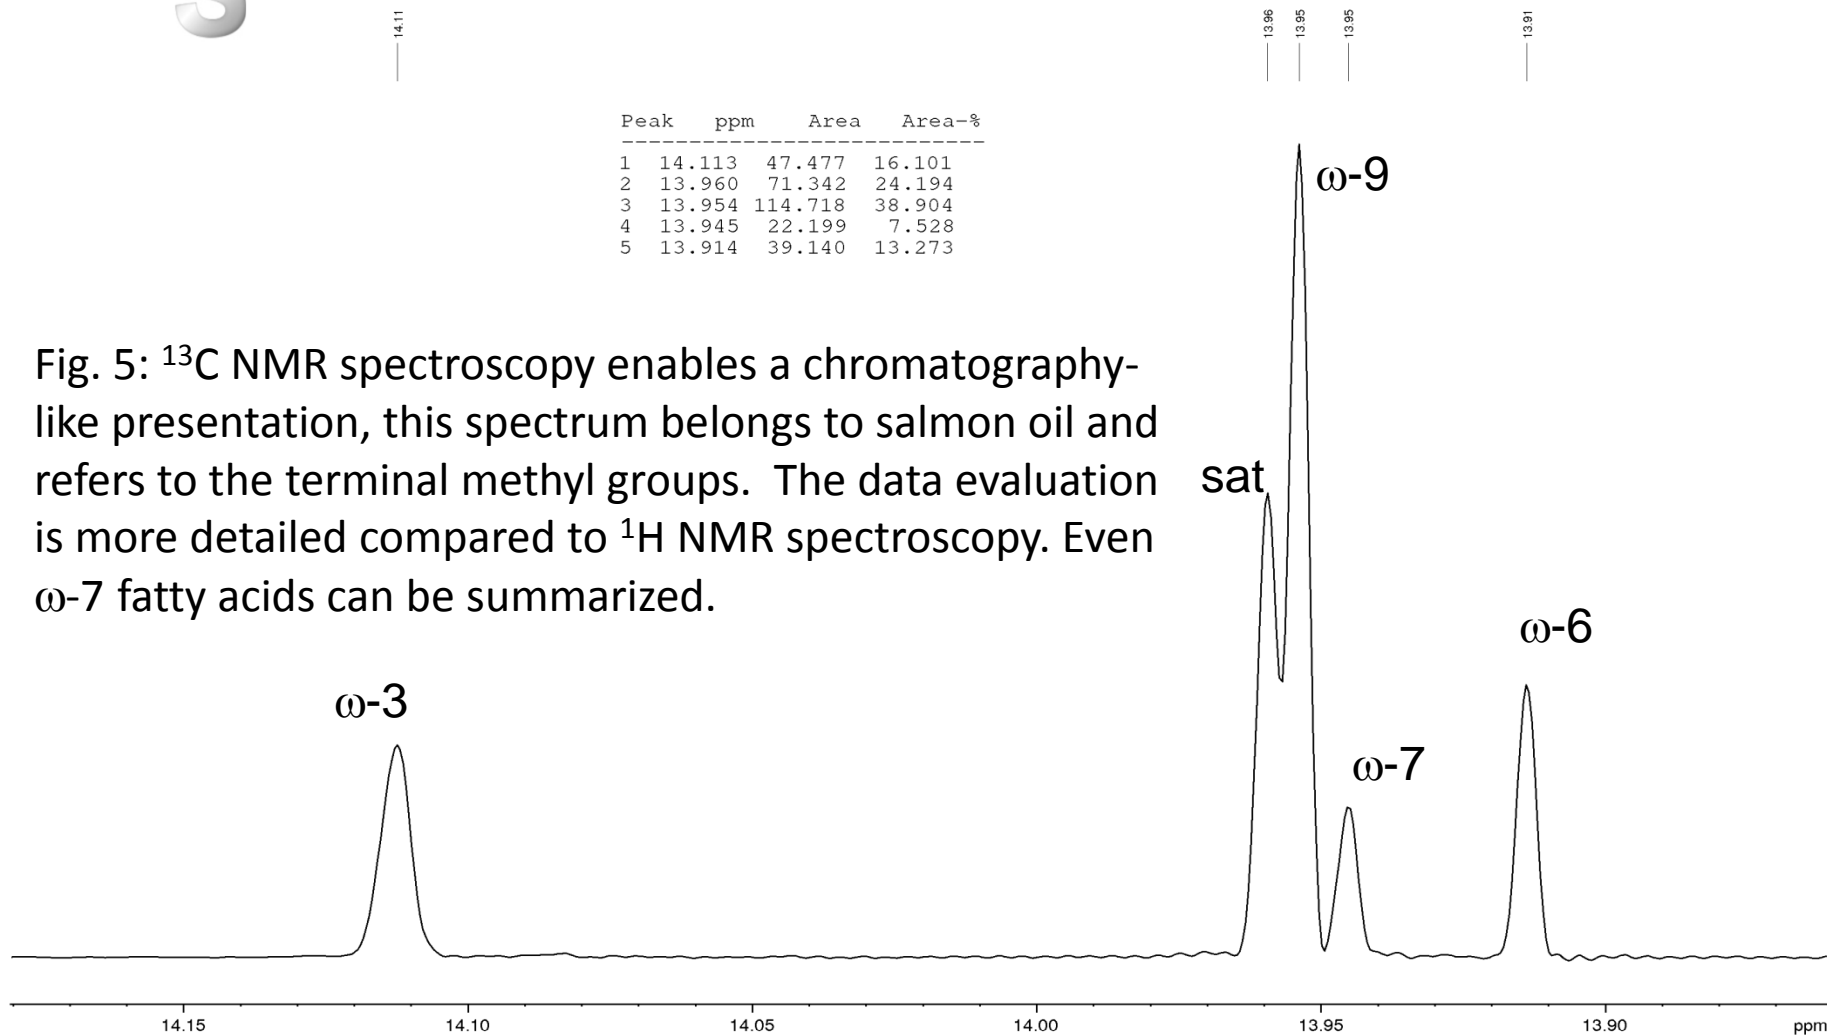 14.11
13.96
13.95
13.95
13.91
Peak ppm Area Area-%
1 14.113 47.477 16.101
2 13.960 71.342 24.194
3 13.954 114.718 38.904
4 13.945 22.199 7.528
5 13.914 39.140 13.273
ω-9
Fig. 5: ¹³C NMR spectroscopy enables a chromatography-
like presentation, this spectrum belongs to salmon oil and
refers to the terminal methyl groups. The data evaluation
is more detailed compared to ¹H NMR spectroscopy. Even
ω-7 fatty acids can be summarized.
sat
ω-6
ω-3
ω-7
14.15 14.10 14.05 14.00 13.95 13.90 ppm